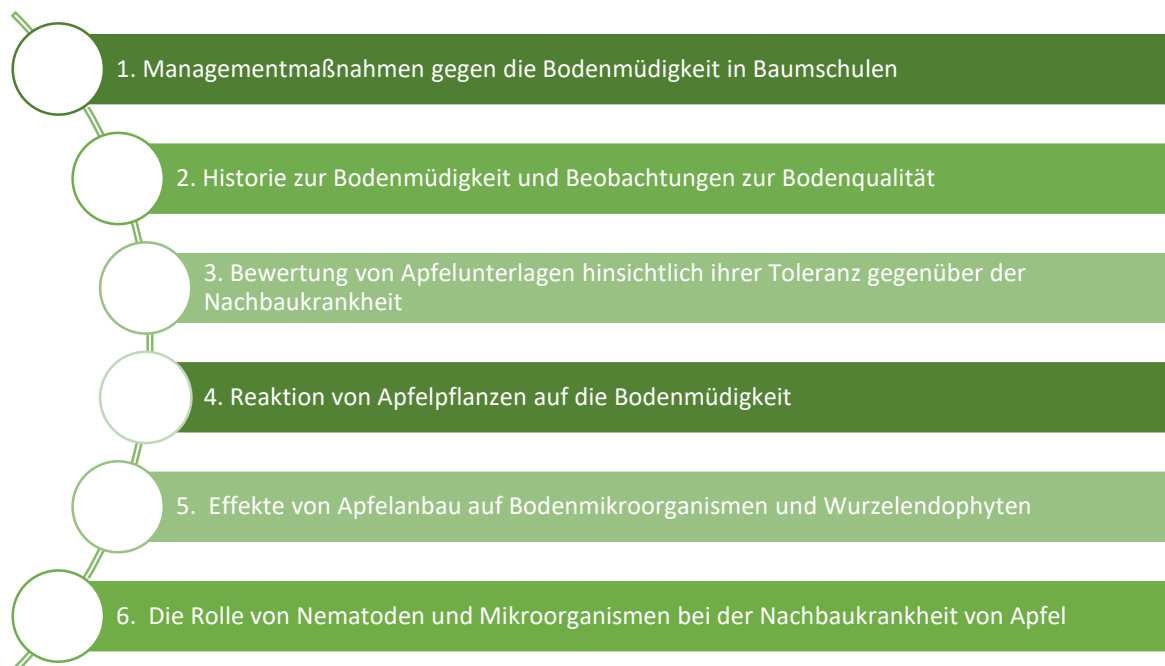 1. Managementmaßnahmen gegen die Bodenmüdigkeit in Baumschulen
2. Historie zur Bodenmüdigkeit und Beobachtungen zur Bodenqualität
3. Bewertung von Apfelunterlagen hinsichtlich ihrer Toleranz gegenüber der
Nachbaukrankheit
4. Reaktion von Apfelpflanzen auf die Bodenmüdigkeit
5. Effekte von Apfelanbau auf Bodenmikroorganismen und Wurzelendophyten
6. Die Rolle von Nematoden und Mikroorganismen bei der Nachbaukrankheit von Apfel